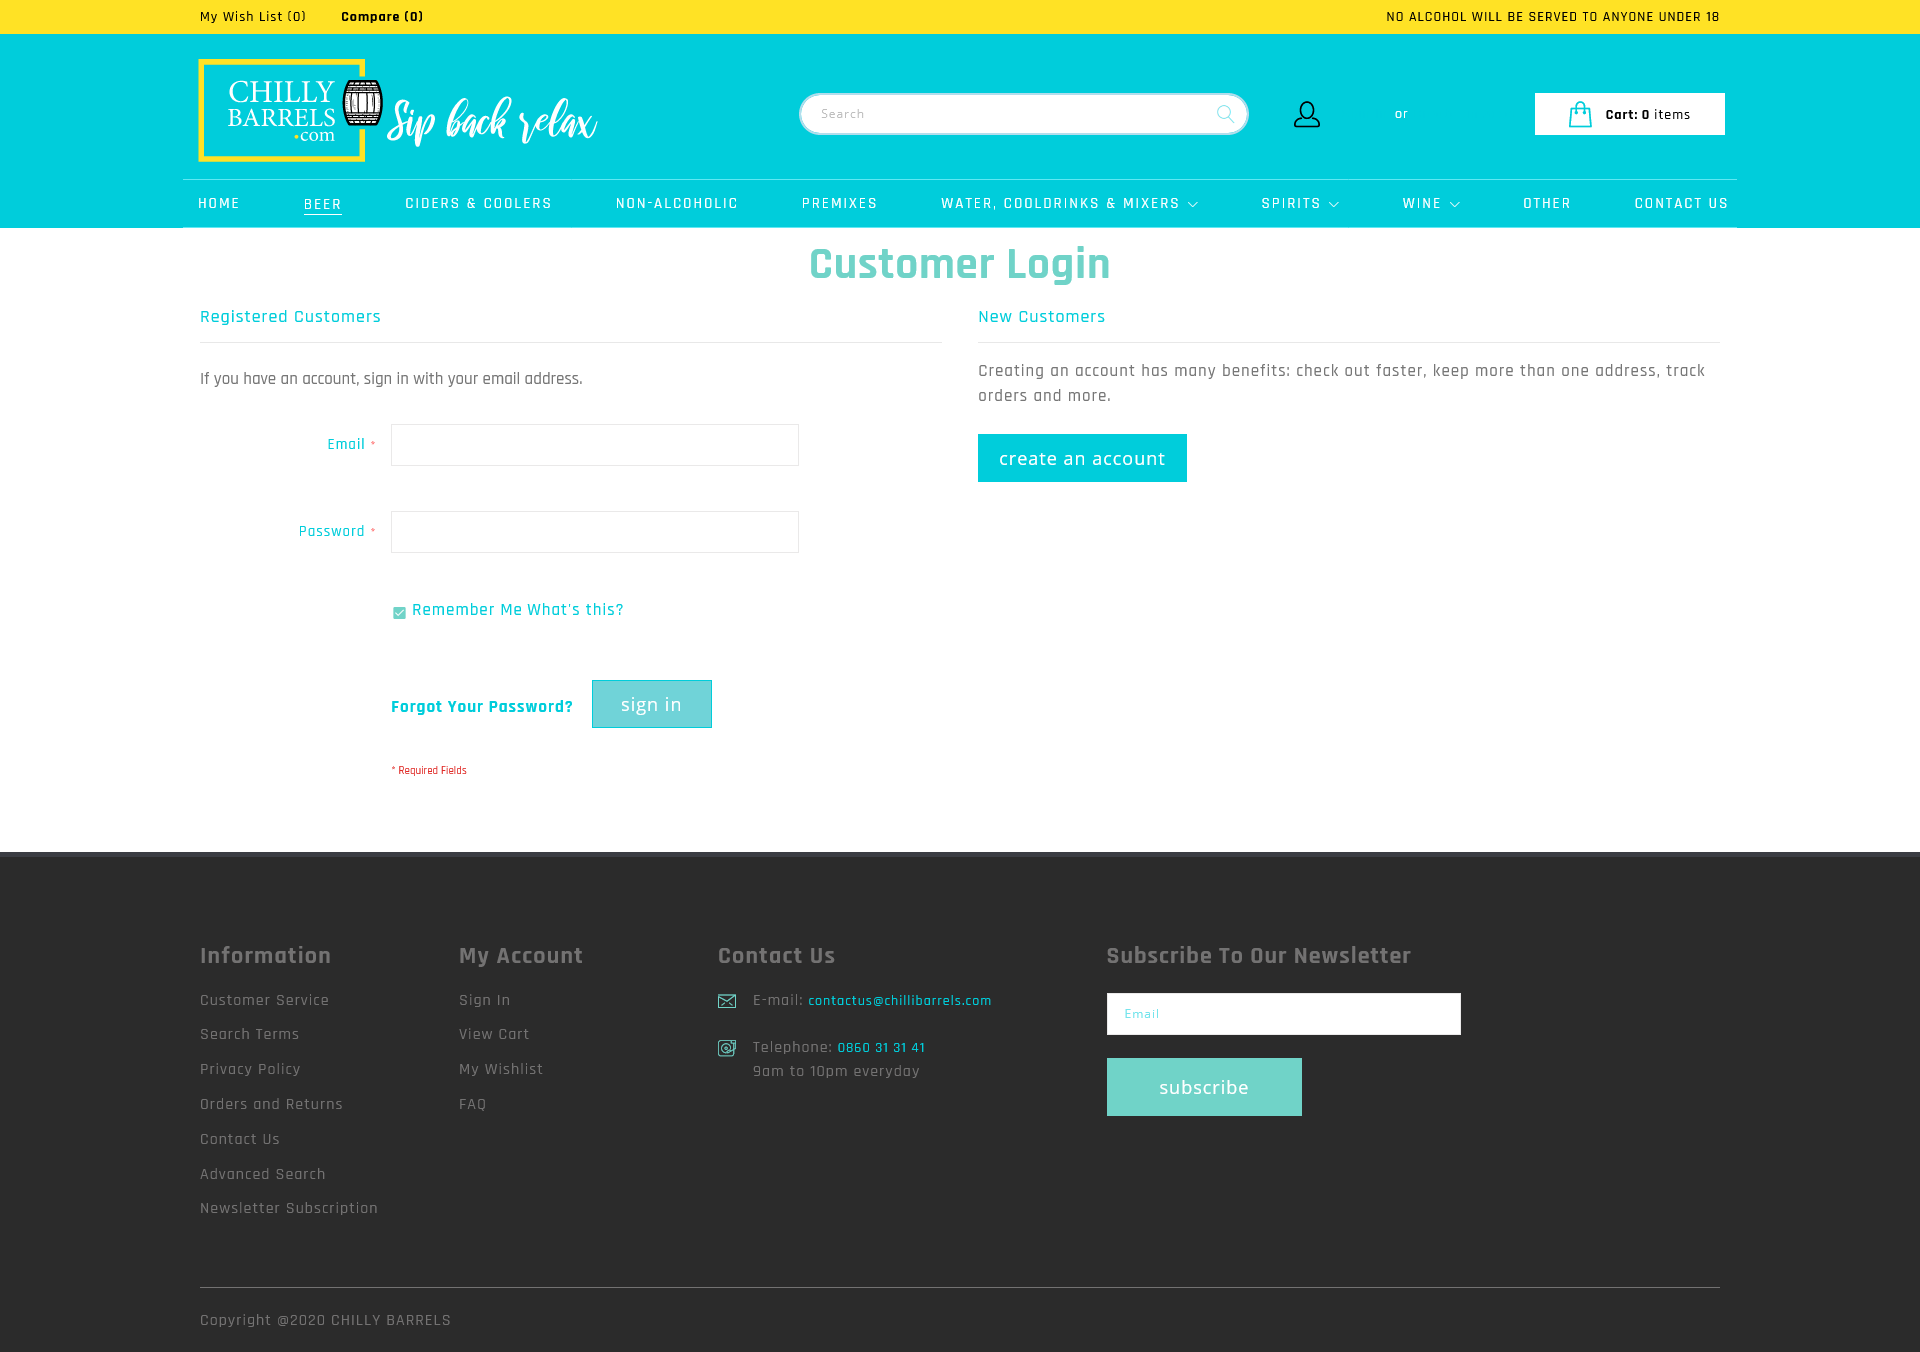 My Wish List (0)
Compare (0)
NO ALCOHOL WILL BE SERVED TO ANYONE UNDER 18
CHILLY
BARRELS
.com
Sip back relax
Search
or
Cart: 0 items
HOME
BEER
CIDERS & COOLERS
NON-ALCOHOLIC
PREMIXES
WATER, COOLDRINKS & MIXERS
SPIRITS
WINE
OTHER
CONTACT US
Customer Login
Registered Customers
If you have an account, sign in with your email address.
Email *
Password *
Remember Me What's this?
Forgot Your Password?
sign in
* Required Fields
New Customers
Creating an account has many benefits: check out faster, keep more than one address, track
orders and more.
create an account
Information
Customer Service
Search Terms
Privacy Policy
Orders and Returns
Contact Us
Advanced Search
Newsletter Subscription
My Account
Sign In
View Cart
My Wishlist
FAQ
Contact Us
E-mail: contactus@chillibarrels.com
Telephone: 0860 31 31 41
9am to 10pm everyday
Subscribe To Our Newsletter
Email
subscribe
Copyright @2020 CHILLY BARRELS